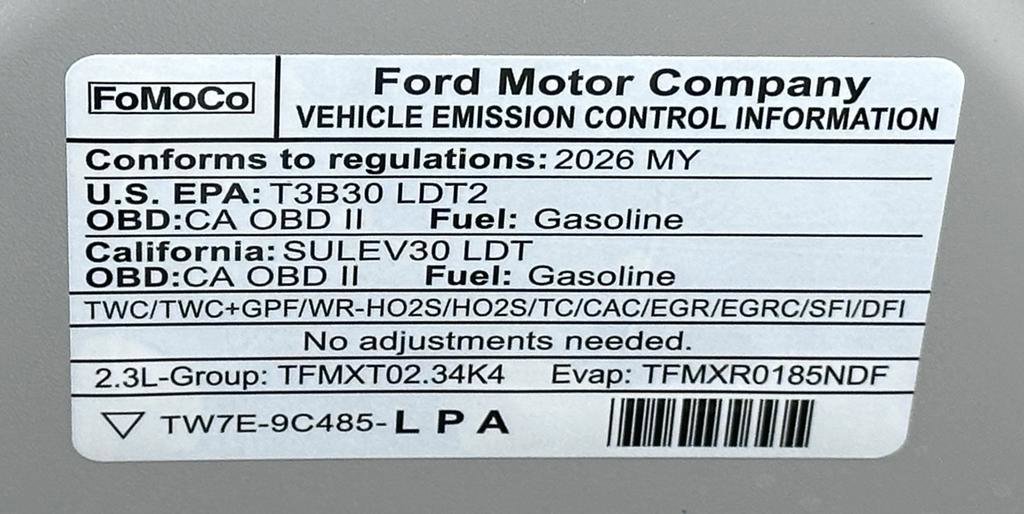 FoMoCo
Ford Motor Company
VEHICLE EMISSION CONTROL INFORMATION
Conforms to regulations: 2026 MY
U.S. EPA: T3B30 LDT2
OBD:CA OBD II Fuel: Gasoline
California: SULEV30 LDT
OBD:CA OBD II Fuel: Gasoline
TWC/TWC+GPF/WR-HO2S/HO2S/TC/CAC/EGR/EGRC/SFI/DFI
No adjustments needed.
2.3L-Group: TFMXT02.34K4 Evap: TFMXR0185NDF
TW7E-9C485-L P A